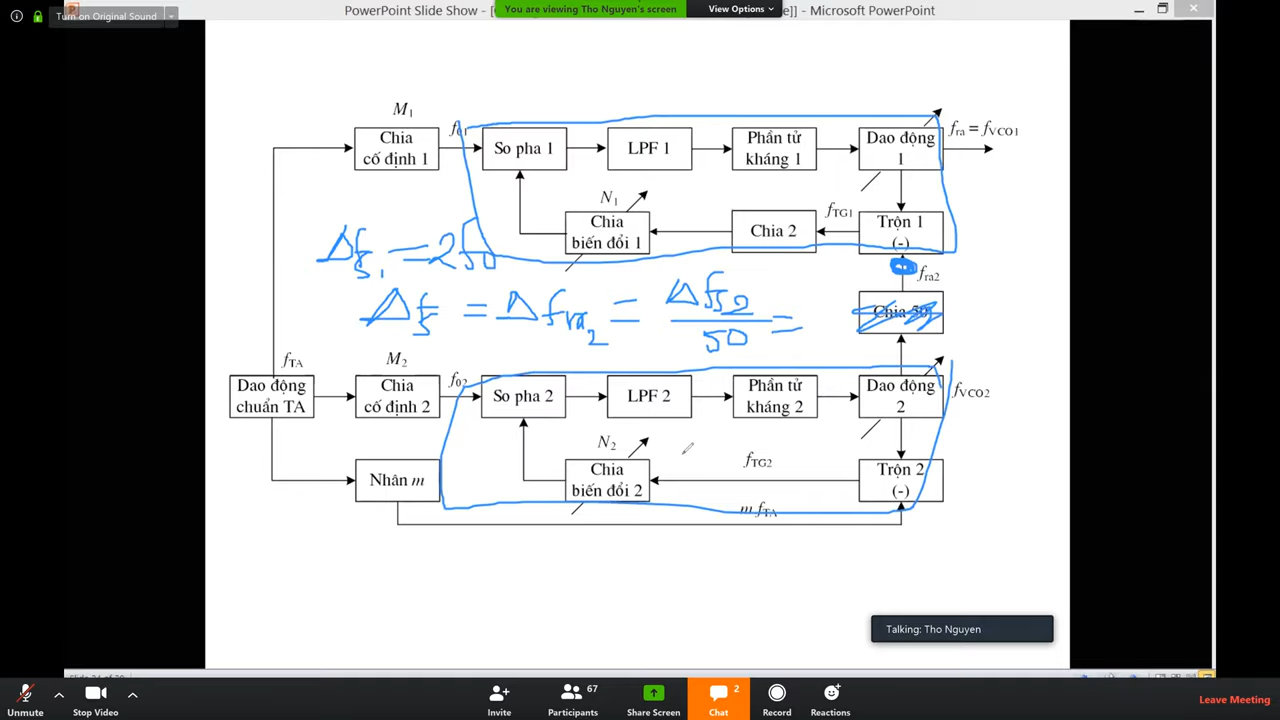 PowerPoint Slide Show - [
You are viewing Tho Nguyen's screen
View Options
e]] - Microsoft PowerPoint
Turn on Original Sound
M1
Chia
cố định 1
f01
So pha 1
LPF 1
Phần tử
kháng 1
Dao động
1
fra = fVCO1
N1
Chia
biến đổi 1
Chia 2
fTG1
Trộn 1
(-)
fra2
Δfs1 = 250
Δfs = Δfra2 = Δfs2 / 50 =
Chia 50
fTA
Dao động
chuẩn TA
M2
Chia
cố định 2
f02
So pha 2
LPF 2
Phần tử
kháng 2
Dao động
2
fVCO2
Nhân m
N2
Chia
biến đổi 2
fTG2
Trộn 2
(-)
m.fTA
Talking: Tho Nguyen
Unmute
Stop Video
Invite
67
Participants
Share Screen
2
Chat
Record
Reactions
Leave Meeting